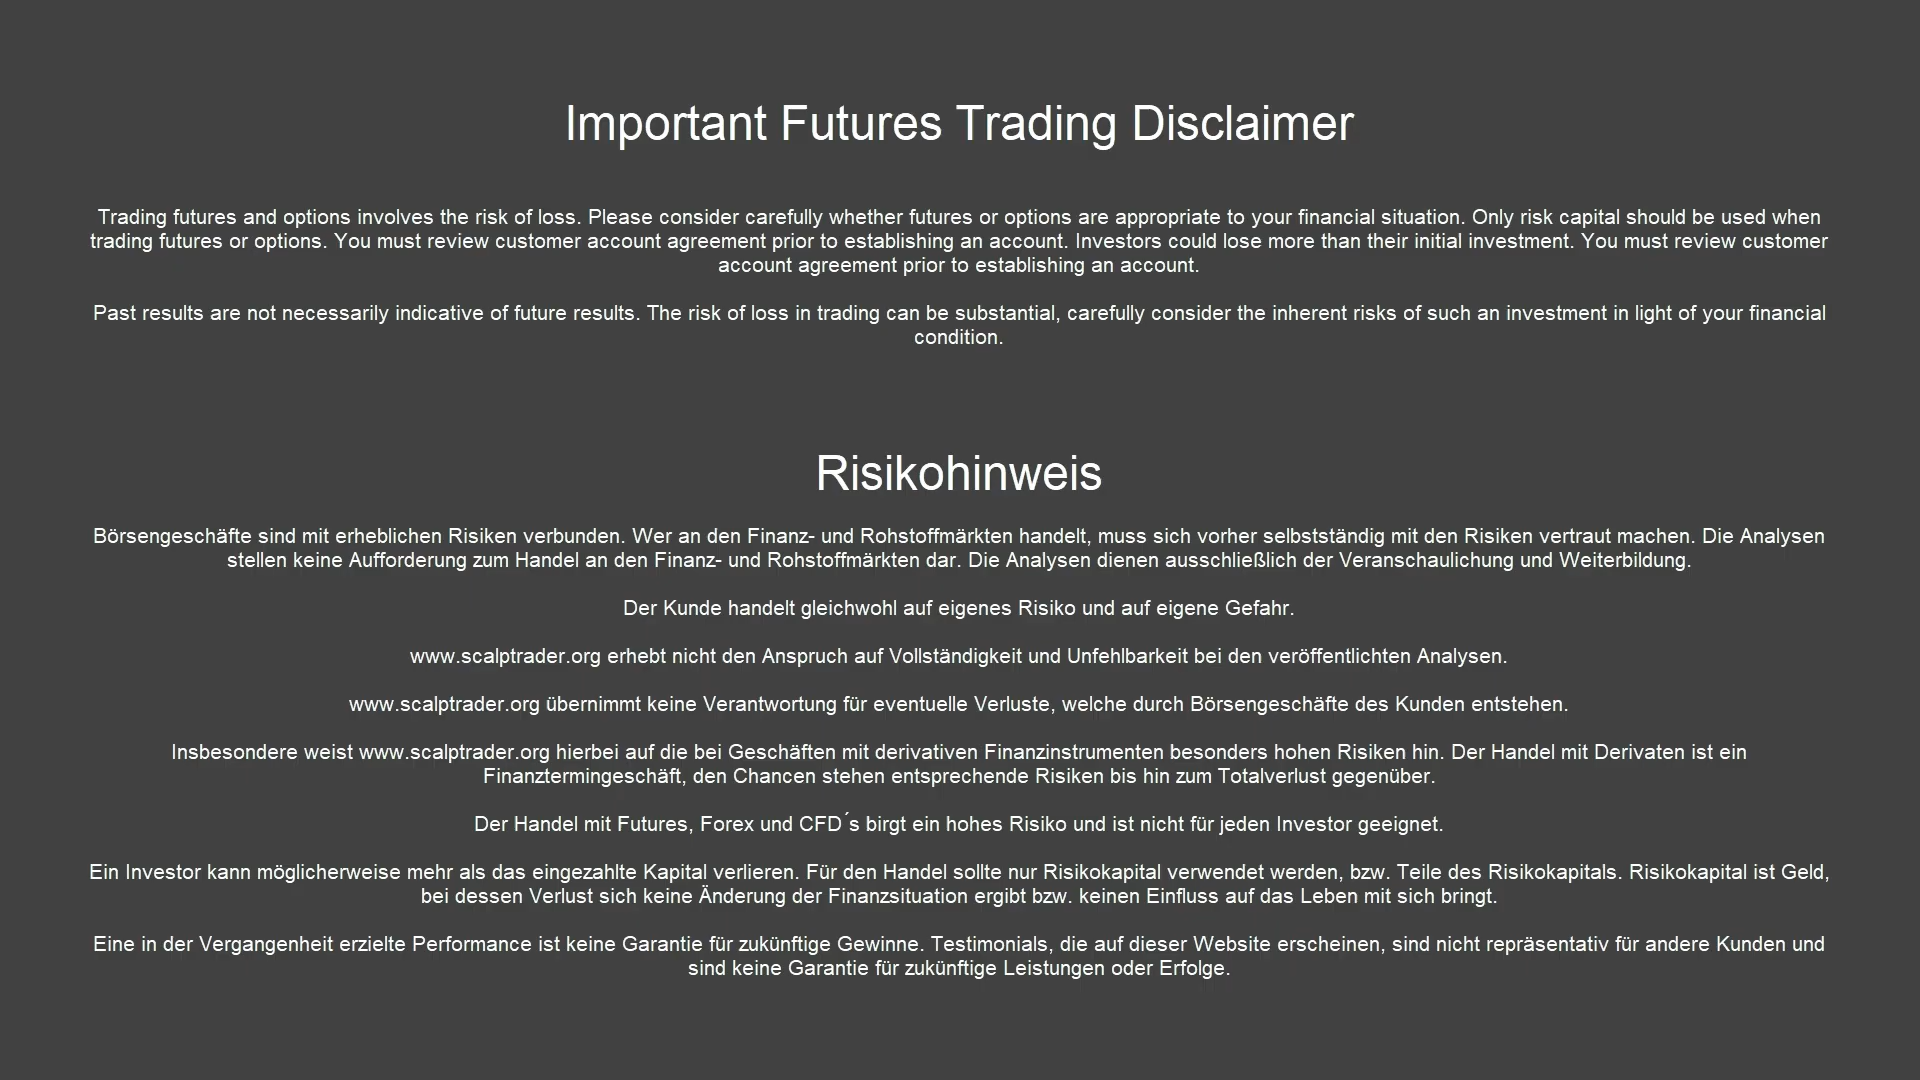 Important Futures Trading Disclaimer
Trading futures and options involves the risk of loss. Please consider carefully whether futures or options are appropriate to your financial situation. Only risk capital should be used when
trading futures or options. You must review customer account agreement prior to establishing an account. Investors could lose more than their initial investment. You must review customer
account agreement prior to establishing an account.
Past results are not necessarily indicative of future results. The risk of loss in trading can be substantial, carefully consider the inherent risks of such an investment in light of your financial
condition.
Risikohinweis
Börsengeschäfte sind mit erheblichen Risiken verbunden. Wer an den Finanz- und Rohstoffmärkten handelt, muss sich vorher selbstständig mit den Risiken vertraut machen. Die Analysen
stellen keine Aufforderung zum Handel an den Finanz- und Rohstoffmärkten dar. Die Analysen dienen ausschließlich der Veranschaulichung und Weiterbildung.
Der Kunde handelt gleichwohl auf eigenes Risiko und auf eigene Gefahr.
www.scalptrader.org erhebt nicht den Anspruch auf Vollständigkeit und Unfehlbarkeit bei den veröffentlichten Analysen.
www.scalptrader.org übernimmt keine Verantwortung für eventuelle Verluste, welche durch Börsengeschäfte des Kunden entstehen.
Insbesondere weist www.scalptrader.org hierbei auf die bei Geschäften mit derivativen Finanzinstrumenten besonders hohen Risiken hin. Der Handel mit Derivaten ist ein
Finanztermingeschäft, den Chancen stehen entsprechende Risiken bis hin zum Totalverlust gegenüber.
Der Handel mit Futures, Forex und CFD´s birgt ein hohes Risiko und ist nicht für jeden Investor geeignet.
Ein Investor kann möglicherweise mehr als das eingezahlte Kapital verlieren. Für den Handel sollte nur Risikokapital verwendet werden, bzw. Teile des Risikokapitals. Risikokapital ist Geld,
bei dessen Verlust sich keine Änderung der Finanzsituation ergibt bzw. keinen Einfluss auf das Leben mit sich bringt.
Eine in der Vergangenheit erzielte Performance ist keine Garantie für zukünftige Gewinne. Testimonials, die auf dieser Website erscheinen, sind nicht repräsentativ für andere Kunden und
sind keine Garantie für zukünftige Leistungen oder Erfolge.